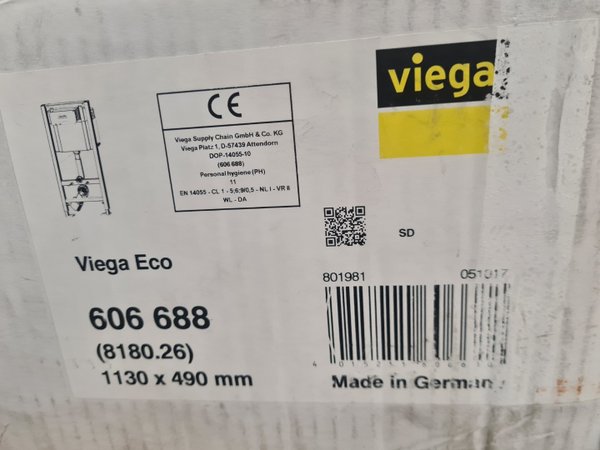 viega
CE
Viega Supply Chain GmbH & Co. KG
Viega Platz 1, D-57439 Attendorn
DOP-14055-10
(606 688)
Personal hygiene (PH)
11
EN 14055 - CL 1 - 5;6;9/0,5 - NL I - VR II
WL - DA
SD
Viega Eco
801981
606 688
(8180.26)
1130 x 490 mm
Made in German